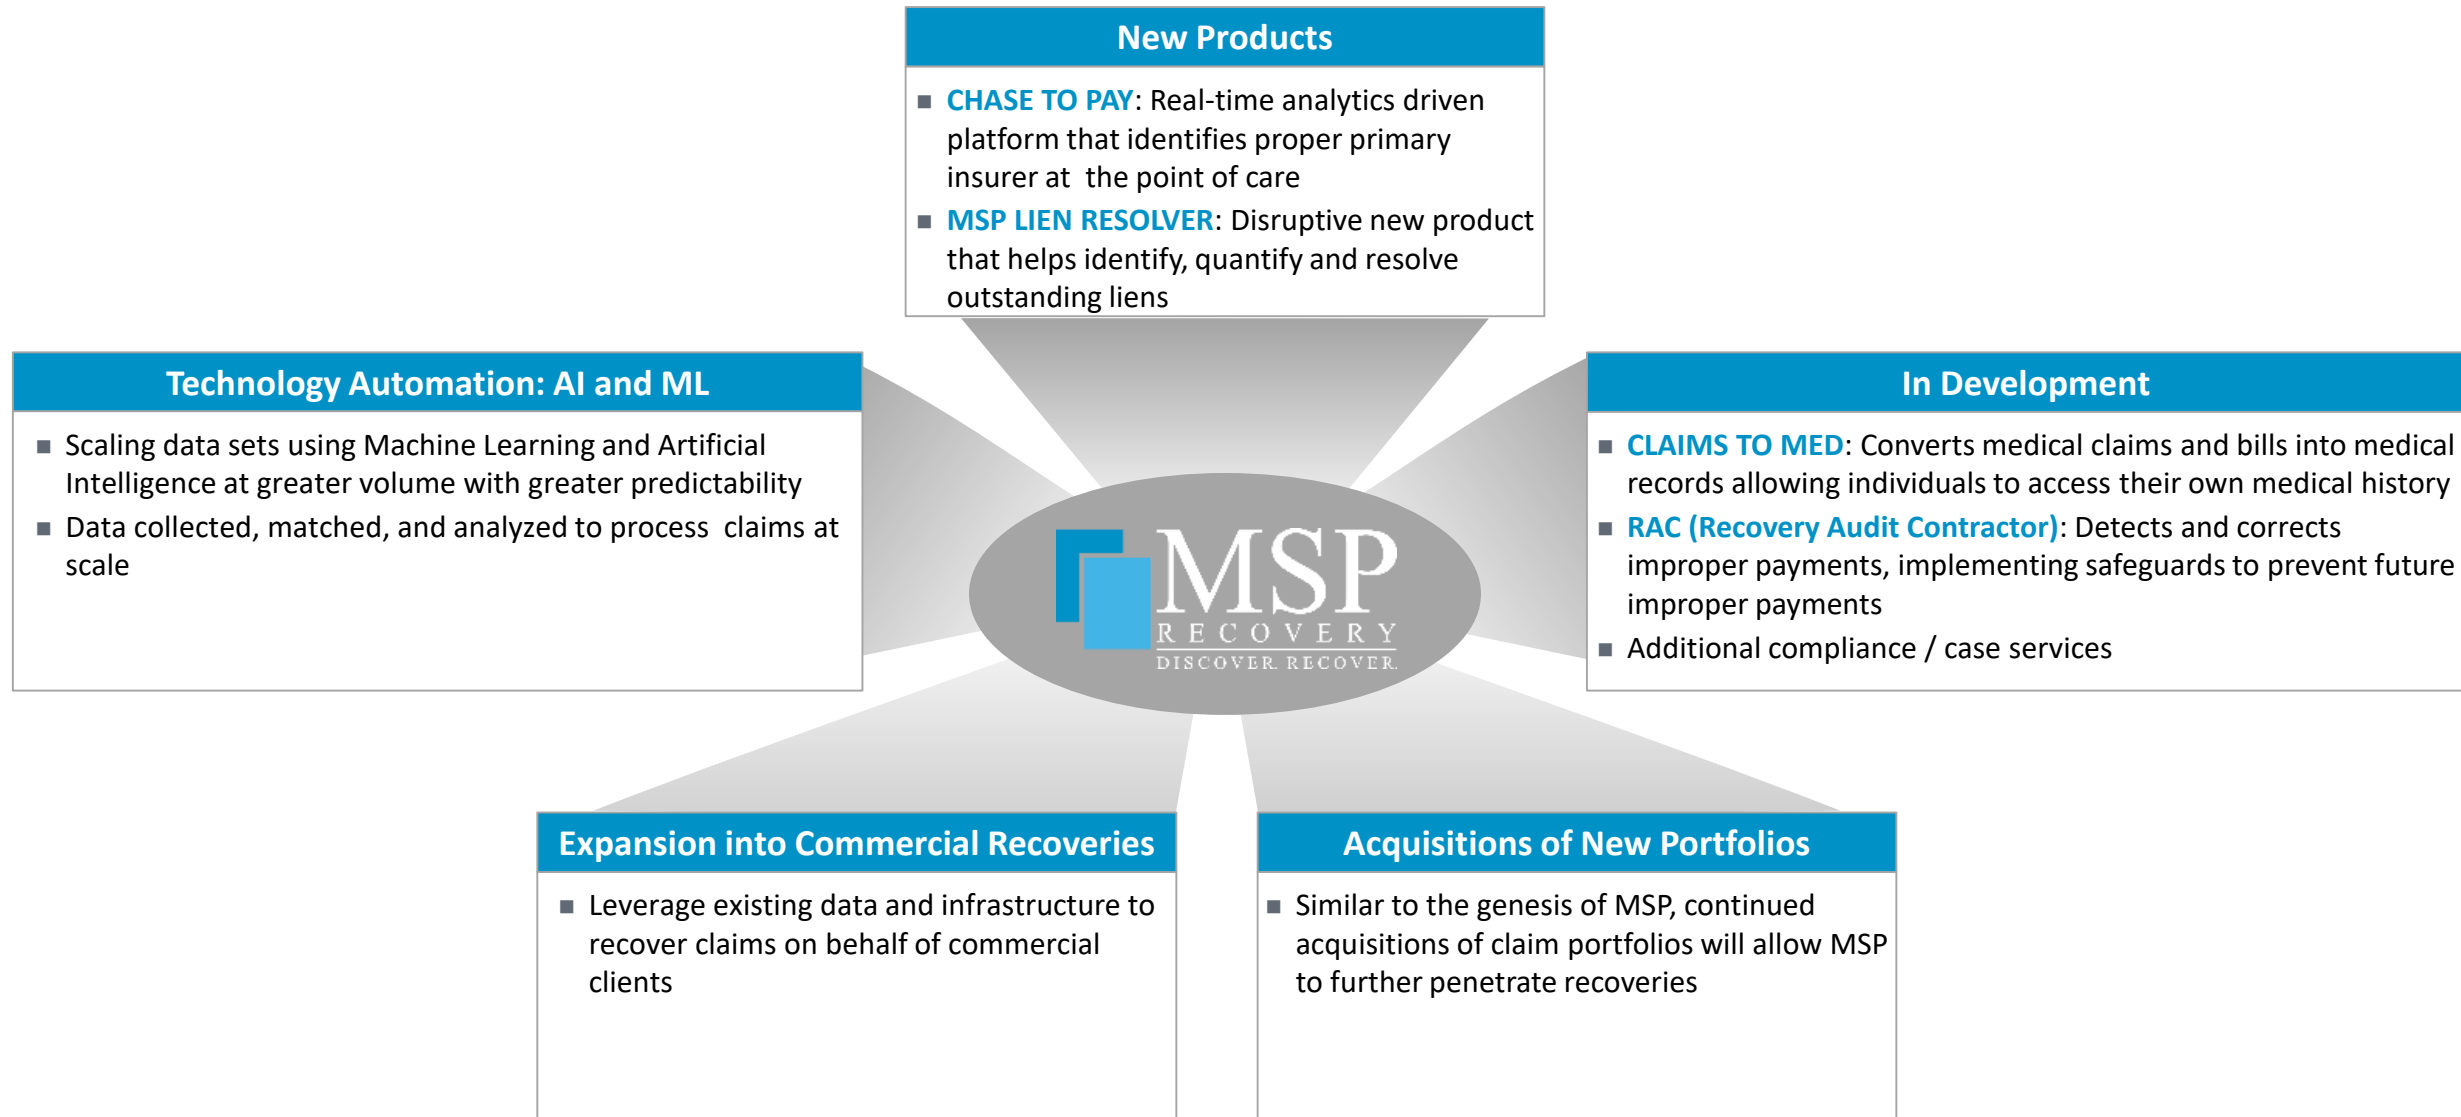 New Products
■ CHASE TO PAY: Real-time analytics driven
platform that identifies proper primary
insurer at the point of care
■ MSP LIEN RESOLVER: Disruptive new product
that helps identify, quantify and resolve
outstanding liens
Technology Automation: AI and ML
■ Scaling data sets using Machine Learning and Artificial
Intelligence at greater volume with greater predictability
■ Data collected, matched, and analyzed to process claims at
scale
In Development
■ CLAIMS TO MED: Converts medical claims and bills into medical
records allowing individuals to access their own medical history
■ RAC (Recovery Audit Contractor): Detects and corrects
improper payments, implementing safeguards to prevent future
improper payments
■ Additional compliance / case services
MSP
RECOVERY
DISCOVER. RECOVER.
Expansion into Commercial Recoveries
■ Leverage existing data and infrastructure to
recover claims on behalf of commercial
clients
Acquisitions of New Portfolios
■ Similar to the genesis of MSP, continued
acquisitions of claim portfolios will allow MSP
to further penetrate recoveries